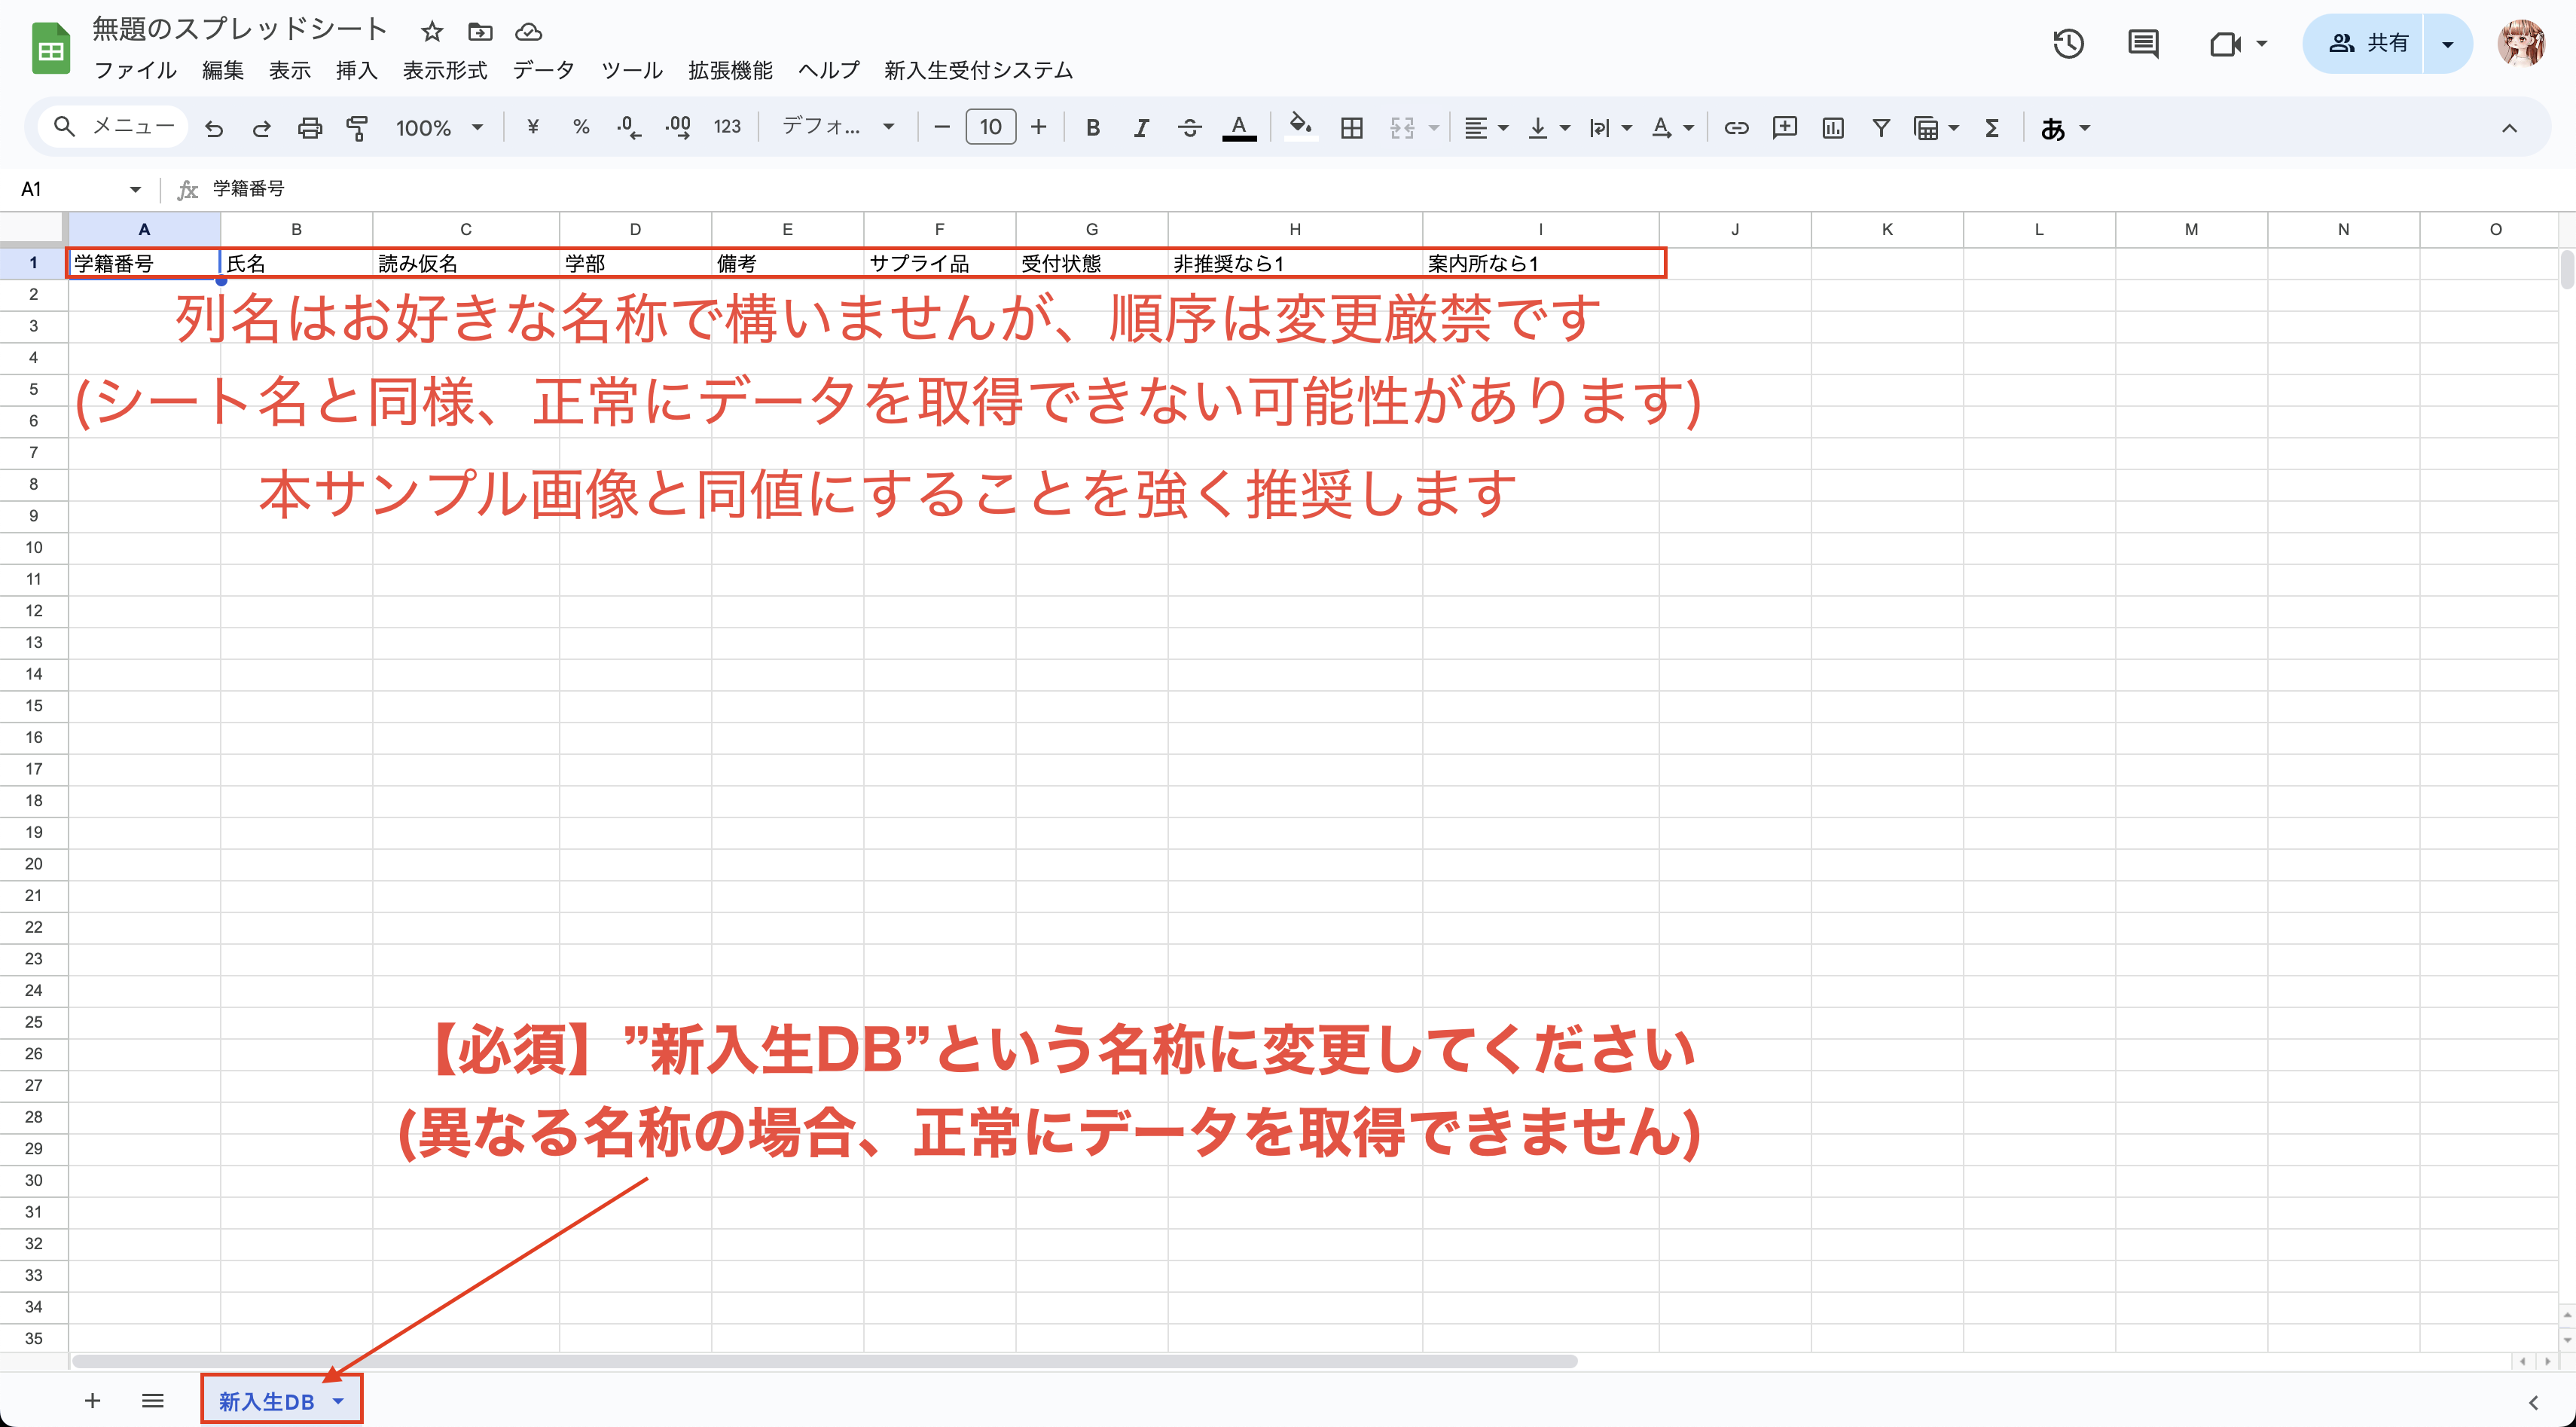 無題のスプレッドシート
ファイル 編集 表示 挿入 表示形式 データ ツール 拡張機能 ヘルプ 新入生受付システム
共有
メニュー 100% ¥ % .0 .00 123 デフォ... 10 B I S A あ
A1 fx 学籍番号
A B C D E F G H I J K L M N O
1 学籍番号 氏名 読み仮名 学部 備考 サプライ品 受付状態 非推奨なら1 案内所なら1
2
列名はお好きな名称で構いませんが、順序は変更厳禁です
3
4
5
(シート名と同様、正常にデータを取得できない可能性があります)
6
7
8
本サンプル画像と同値にすることを強く推奨します
9
10
11
12
13
14
15
16
17
18
19
20
21
22
23
24
25
【必須】”新入生DB”という名称に変更してください
26
27
28
(異なる名称の場合、正常にデータを取得できません)
29
30
31
32
33
34
35
新入生DB